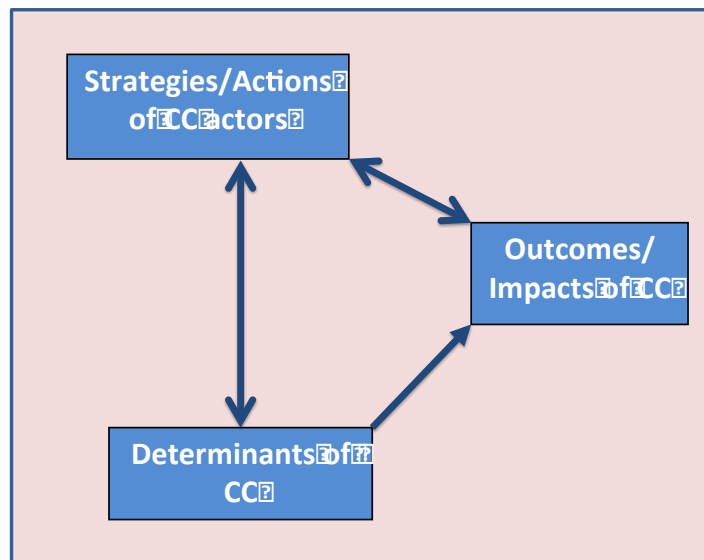 Strategies/Actions�
of�CC�actors�
Outcomes/
Impacts�of�CC�
Determinants�of��
CC�